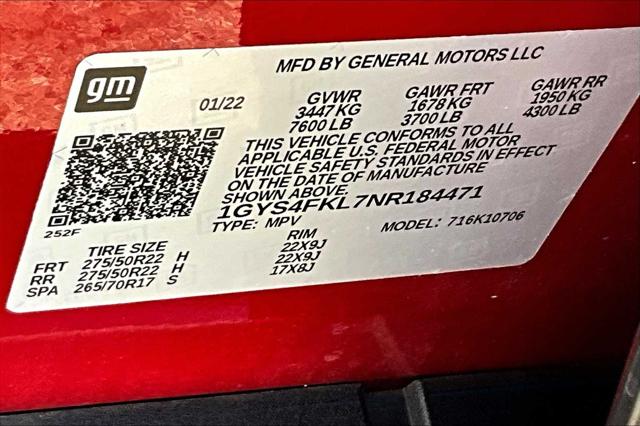 MFD BY GENERAL MOTORS LLC
gm
01/22
GVWR GAWR FRT GAWR RR
3447 KG 1678 KG 1950 KG
7600 LB 3700 LB 4300 LB
THIS VEHICLE CONFORMS TO ALL
APPLICABLE U.S. FEDERAL MOTOR
VEHICLE SAFETY STANDARDS IN EFFECT
ON THE DATE OF MANUFACTURE
SHOWN ABOVE.
1GYS4FKL7NR184471
252F
TYPE: MPV MODEL: 716K10706
TIRE SIZE RIM
FRT 275/50R22 H 22X9J
RR 275/50R22 H 22X9J
SPA 265/70R17 S 17X8J